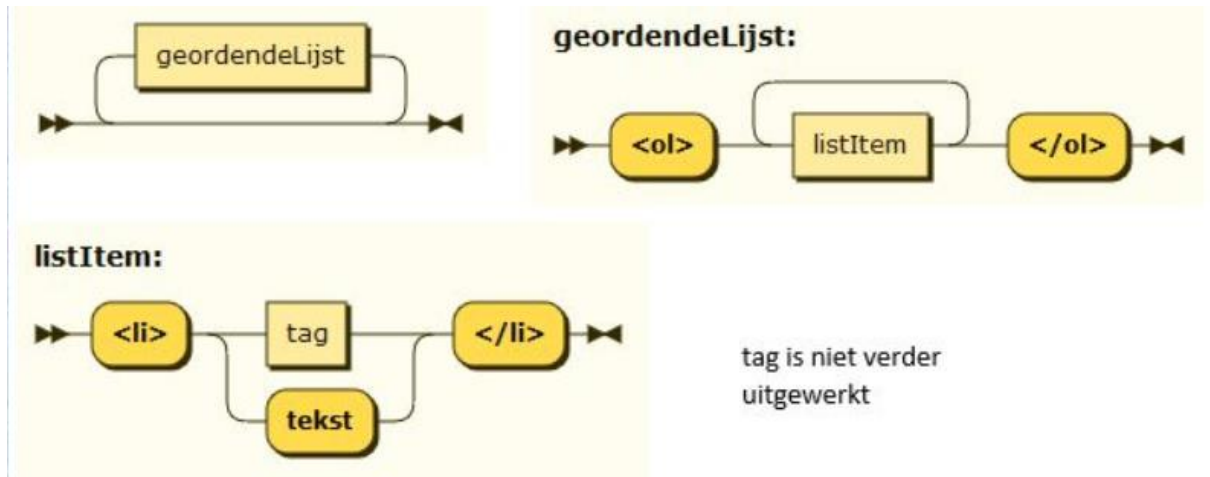 geordendeLijst
geordendeLijst:
<ol> listItem </ol>
listItem:
<li> tag </li>
tekst
tag is niet verder
uitgewerkt